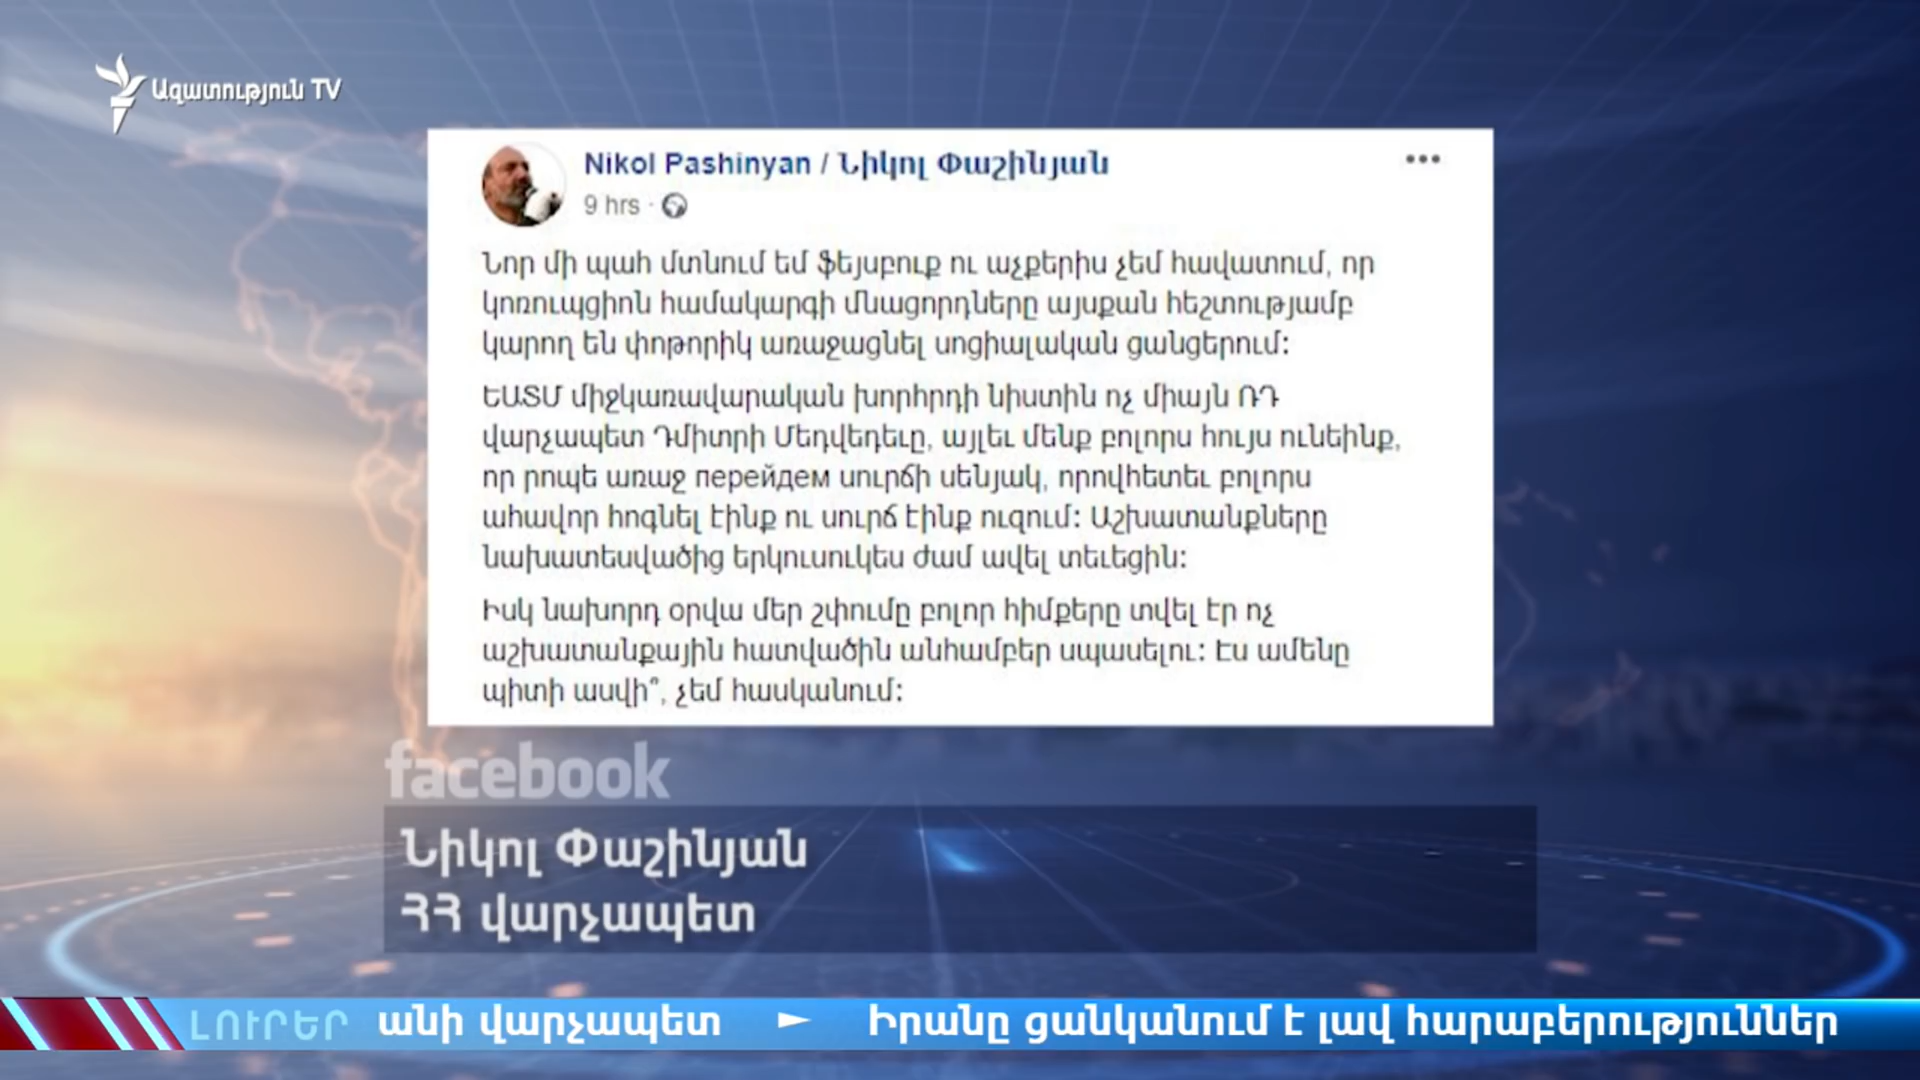 Ազատություն TV
Nikol Pashinyan / Նիկոլ Փաշինյան
9 hrs ·
Նոր մի պահ մտնում եմ ֆեյսբուք ու աչքերիս չեմ հավատում, որ
կոռուպցիոն համակարգի մնացորդները այսքան հեշտությամբ
կարող են փոթորիկ առաջացնել սոցիալական ցանցերում:
ԵԱՏՄ միջկառավարական խորհրդի նիստին ոչ միայն ՌԴ
վարչապետ Դմիտրի Մեդվեդեւը, այլեւ մենք բոլորս հույս ունեինք,
որ րոպե առաջ перейдем սուրճի սենյակ, որովհետեւ բոլորս
ահավոր հոգնել էինք ու սուրճ էինք ուզում: Աշխատանքները
նախատեսվածից երկուսուկես ժամ ավել տեւեցին:
Իսկ նախորդ օրվա մեր շփումը բոլոր հիմքերը տվել էր ոչ
աշխատանքային հատվածին անհամբեր սպասելու: Էս ամենը
պիտի ասվի՞, չեմ հասկանում:
facebook
Նիկոլ Փաշինյան
ՀՀ վարչապետ
ԼՈՒՐԵՐ անի վարչապետ ► Իրանը ցանկանում է լավ հարաբերություններ